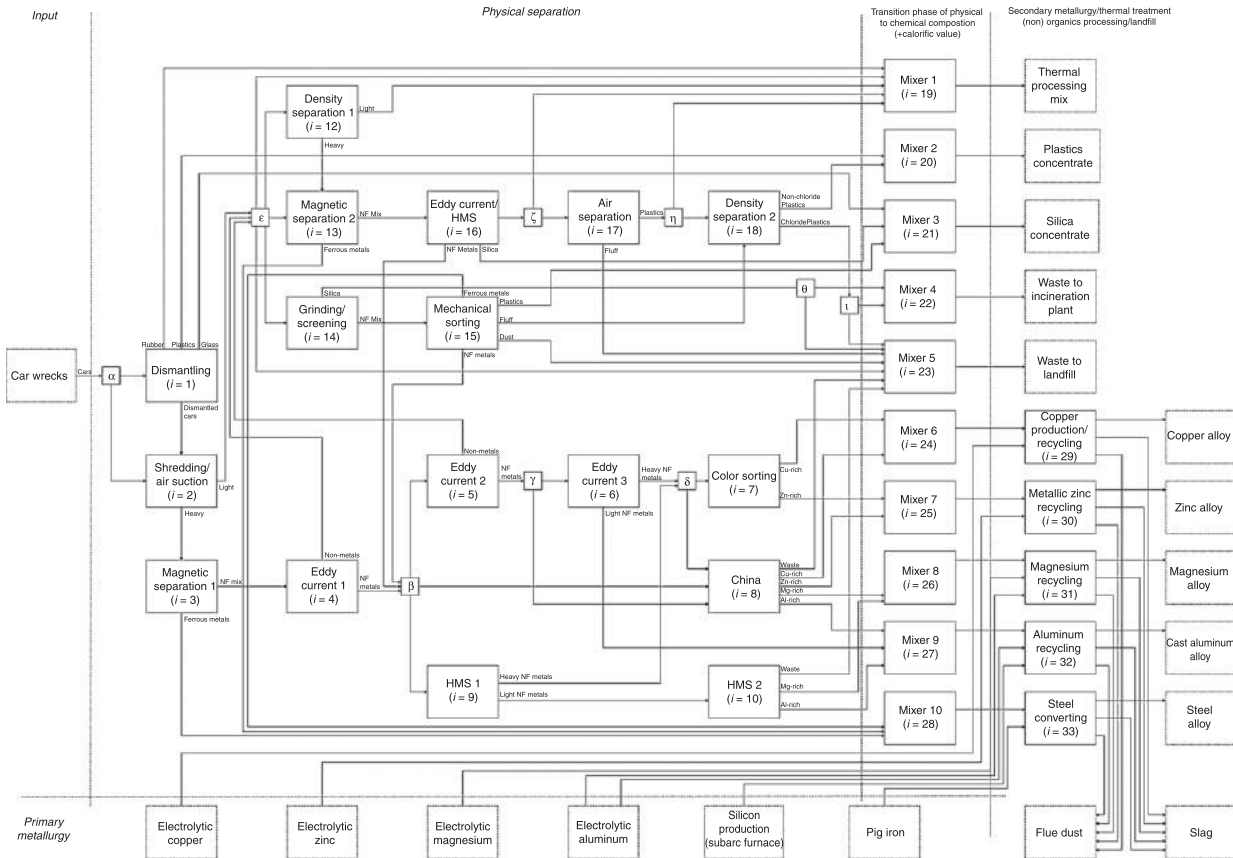 Input
Physical separation
Transition phase of physical
to chemical compostion
(+calorific value)
Secondary metallurgy/thermal treatment
(non) organics processing/landfill
Density
separation 1
(i = 12)
Light
Heavy
Mixer 1
(i = 19)
Thermal
processing
mix
Mixer 2
(i = 20)
Plastics
concentrate
ε
Magnetic
separation 2
(i = 13)
NF Mix
Ferrous metals
Eddy current/
HMS
(i = 16)
NF Metals
Silica
ζ
Air
separation
(i = 17)
Plastics
Fluff
η
Density
separation 2
(i = 18)
Non-chloride
Plastics
ChloridePlastics
Mixer 3
(i = 21)
Silica
concentrate
Silica
Grinding/
screening
(i = 14)
NF Mix
Ferrous metals
Mechanical
sorting
(i = 15)
Plastics
Fluff
Dust
NF metals
θ
ι
Mixer 4
(i = 22)
Waste to
incineration
plant
Car wrecks
Cars
α
Rubber
Plastics
Glass
Dismantling
(i = 1)
Dismantled
cars
Mixer 5
(i = 23)
Waste to
landfill
Shredding/
air suction
(i = 2)
Light
Heavy
Non-metals
Eddy
current 2
(i = 5)
NF
metals
γ
Eddy
current 3
(i = 6)
Heavy NF
metals
Light NF metals
δ
Color sorting
(i = 7)
Cu-rich
Zn-rich
Mixer 6
(i = 24)
Copper
production/
recycling
(i = 29)
Copper alloy
Mixer 7
(i = 25)
Metallic zinc
recycling
(i = 30)
Zinc alloy
Magnetic
separation 1
(i = 3)
NF mix
Ferrous metals
Non-metals
Eddy
current 1
(i = 4)
NF
metals
β
China
(i = 8)
Waste
Cu-rich
Zn-rich
Mg-rich
Al-rich
Mixer 8
(i = 26)
Magnesium
recycling
(i = 31)
Magnesium
alloy
HMS 1
(i = 9)
Heavy NF metals
Light NF metals
HMS 2
(i = 10)
Waste
Mg-rich
Al-rich
Mixer 9
(i = 27)
Aluminum
recycling
(i = 32)
Cast aluminum
alloy
Mixer 10
(i = 28)
Steel
converting
(i = 33)
Steel
alloy
Primary
metallurgy
Electrolytic
copper
Electrolytic
zinc
Electrolytic
magnesium
Electrolytic
aluminum
Silicon
production
(subarc furnace)
Pig iron
Flue dust
Slag